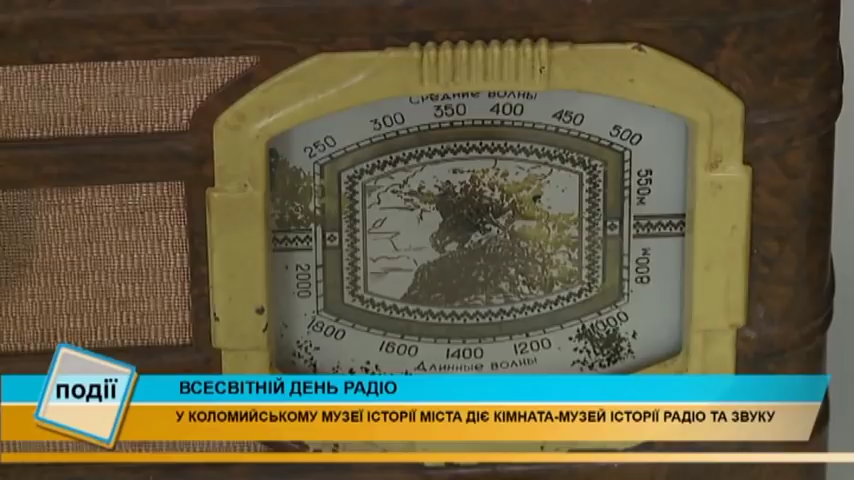 Средние волны
250 300 350 400 450 500 550м
2000 1800 1600 1400 1200 1000 800м
Длинные волны
події
ВСЕСВІТНІЙ ДЕНЬ РАДІО
У КОЛОМИЙСЬКОМУ МУЗЕЇ ІСТОРІЇ МІСТА ДІЄ КІМНАТА-МУЗЕЙ ІСТОРІЇ РАДІО ТА ЗВУКУ